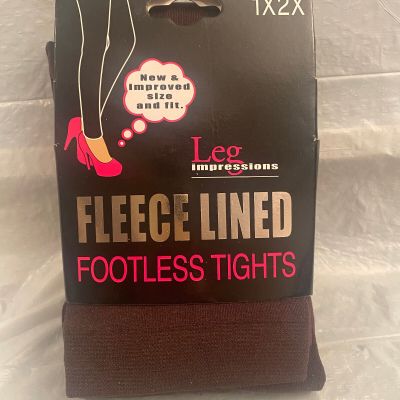 1X2X
New &
Improved
size
and fit.
Leg
impressions
FLEECE LINED
FOOTLESS TIGHTS